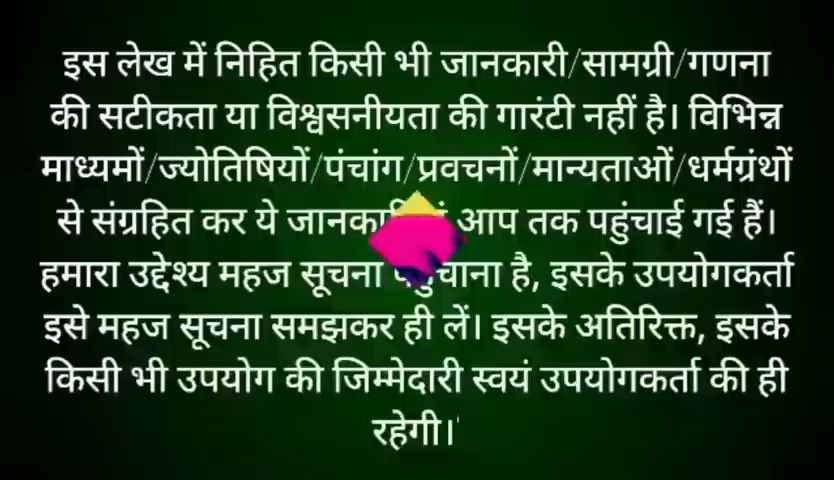 इस लेख में निहित किसी भी जानकारी/सामग्री/गणना
की सटीकता या विश्वसनीयता की गारंटी नहीं है। विभिन्न
माध्यमों/ज्योतिषियों/पंचांग/प्रवचनों/मान्यताओं/धर्मग्रंथों
से संग्रहित कर ये आप तक पहुंचाई गई हैं।
हमारा उद्देश्य महज सूचना है, इसके उपयोगकर्ता
इसे महज सूचना समझकर ही लें। इसके अतिरिक्त, इसके
किसी भी उपयोग की जिम्मेदारी स्वयं उपयोगकर्ता की ही
रहेगी।'